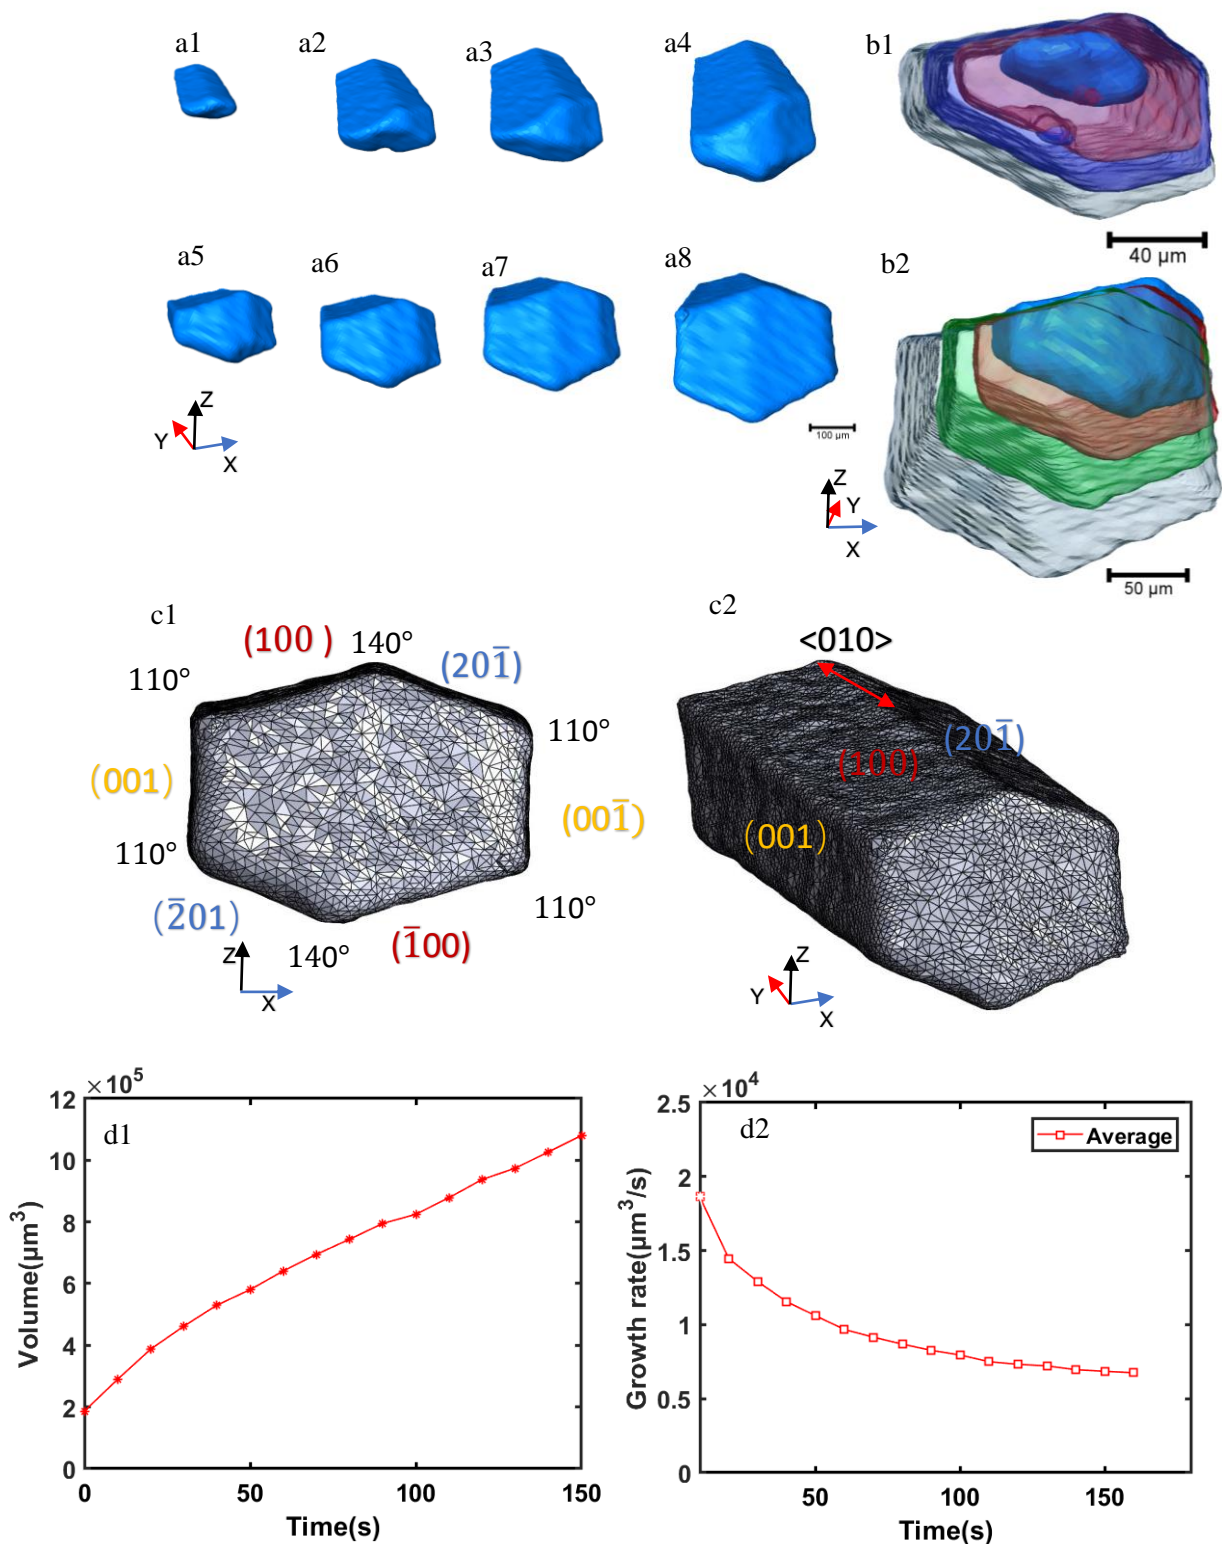 a1
a2
a3
a4
b1
40 µm
a5
a6
a7
a8
b2
Z
Y
X
100 µm
Z
Y
X
50 µm
c1
(100 )
140°
(201̅)
110°
110°
(001)
(001̅)
110°
110°
(2̅01)
140°
(1̅00)
Z
X
c2
<010>
(201̅)
(100)
(001)
Z
Y
X
×10⁵
12
10
8
6
4
2
0
d1
Volume(µm³)
0
50
100
150
Time(s)
×10⁴
2.5
2
1.5
1
0.5
0
d2
Average
Growth rate(µm³/s)
50
100
150
Time(s)